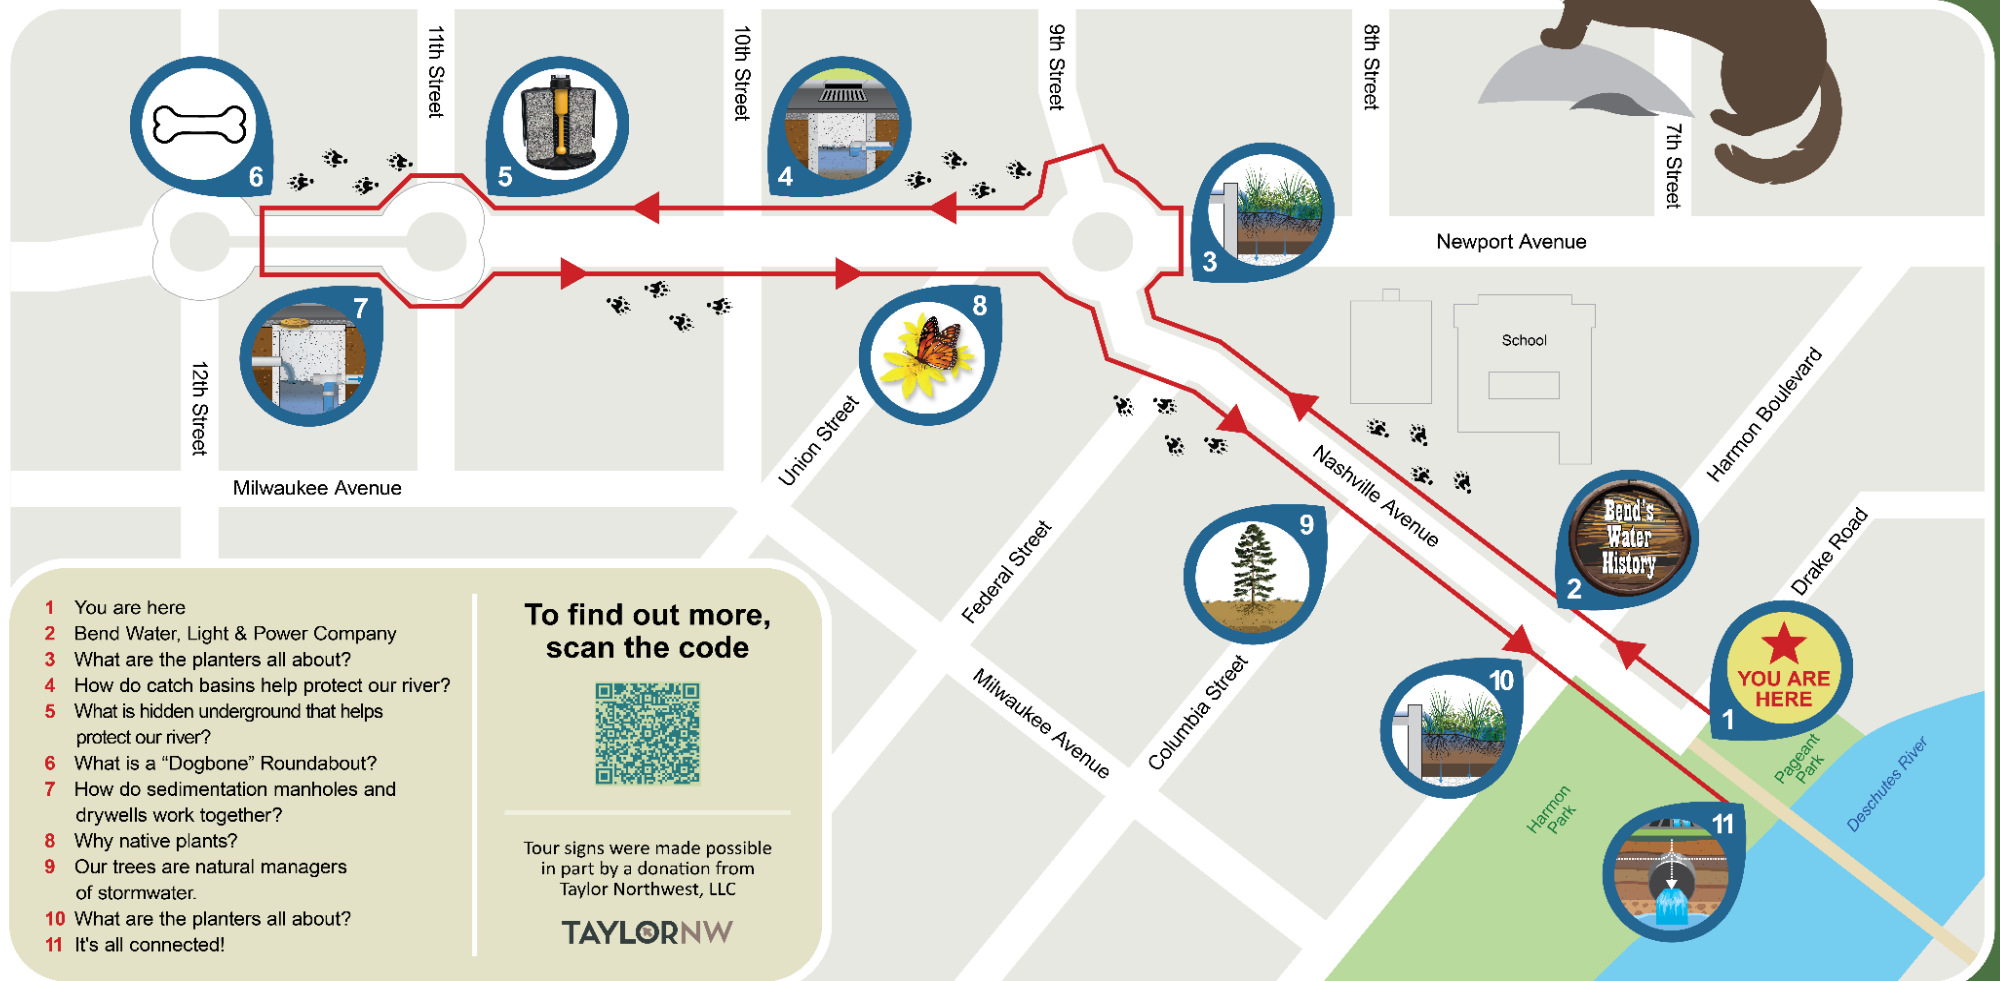 11th Street
10th Street
9th Street
8th Street
7th Street
6
5
4
3
Newport Avenue
7
8
School
12th Street
Union Street
Harmon Boulevard
Milwaukee Avenue
Nashville Avenue
9
Bend's
Water
History
2
Drake Road
Federal Street
YOU ARE
HERE
1
Milwaukee Avenue
Columbia Street
10
Pageant
Park
Deschutes River
Harmon
Park
11
1 You are here
2 Bend Water, Light & Power Company
3 What are the planters all about?
4 How do catch basins help protect our river?
5 What is hidden underground that helps
protect our river?
6 What is a “Dogbone” Roundabout?
7 How do sedimentation manholes and
drywells work together?
8 Why native plants?
9 Our trees are natural managers
of stormwater.
10 What are the planters all about?
11 It's all connected!
To find out more,
scan the code
Tour signs were made possible
in part by a donation from
Taylor Northwest, LLC
TAYLORNW